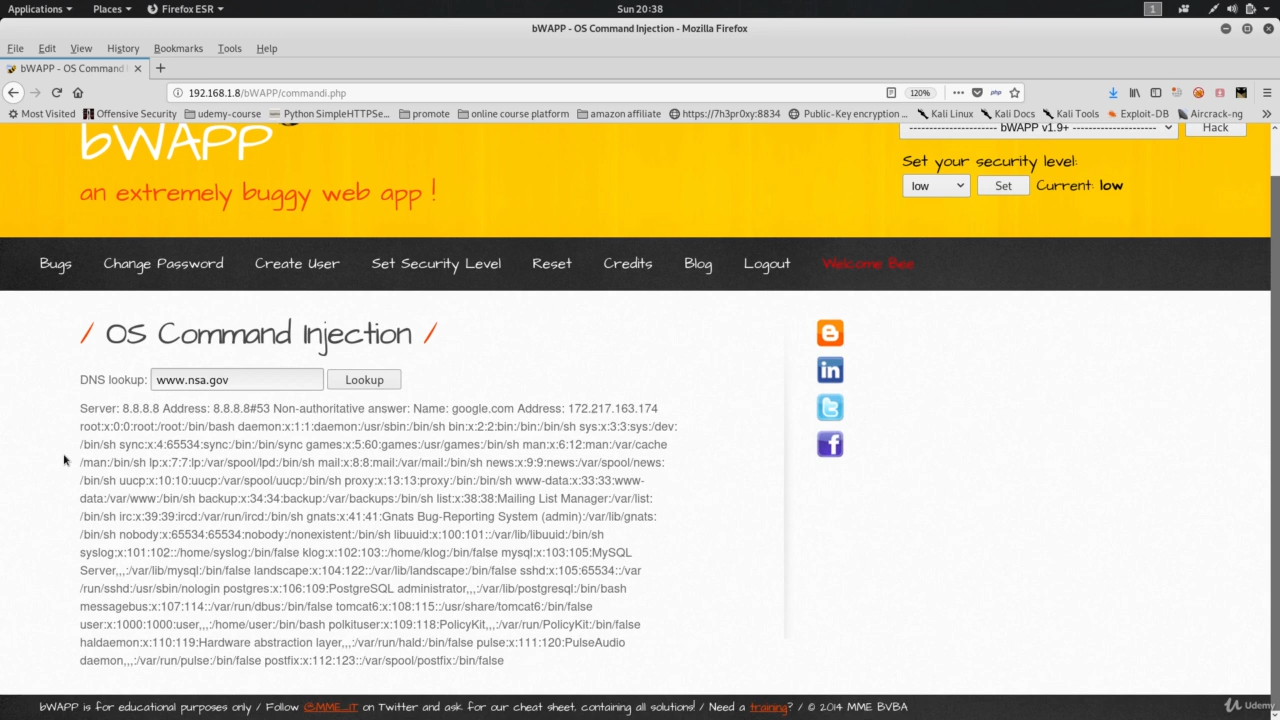 Applications Places Firefox ESR Sun 20:38 1
bWAPP - OS Command Injection - Mozilla Firefox
File Edit View History Bookmarks Tools Help
bWAPP - OS Command
192.168.1.8/bWAPP/commandi.php 120% php
Most Visited Offensive Security udemy-course Python SimpleHTTPSe... promote online course platform amazon affiliate https://7h3pr0xy:8834 Public-Key encryption ... Kali Linux Kali Docs Kali Tools Exploit-DB Aircrack-ng
bWAPP
---------------------- bWAPP v1.9+ ---------------------- Hack
an extremely buggy web app !
Set your security level:
low Set Current: low
Bugs Change Password Create User Set Security Level Reset Credits Blog Logout Welcome Bee
/ OS Command Injection /
DNS lookup: www.nsa.gov Lookup
Server: 8.8.8.8 Address: 8.8.8.8#53 Non-authoritative answer: Name: google.com Address: 172.217.163.174
root:x:0:0:root:/root:/bin/bash daemon:x:1:1:daemon:/usr/sbin:/bin/sh bin:x:2:2:bin:/bin:/bin/sh sys:x:3:3:sys:/dev:
/bin/sh sync:x:4:65534:sync:/bin:/bin/sync games:x:5:60:games:/usr/games:/bin/sh man:x:6:12:man:/var/cache
/man:/bin/sh lp:x:7:7:lp:/var/spool/lpd:/bin/sh mail:x:8:8:mail:/var/mail:/bin/sh news:x:9:9:news:/var/spool/news:
/bin/sh uucp:x:10:10:uucp:/var/spool/uucp:/bin/sh proxy:x:13:13:proxy:/bin:/bin/sh www-data:x:33:33:www-
data:/var/www:/bin/sh backup:x:34:34:backup:/var/backups:/bin/sh list:x:38:38:Mailing List Manager:/var/list:
/bin/sh irc:x:39:39:ircd:/var/run/ircd:/bin/sh gnats:x:41:41:Gnats Bug-Reporting System (admin):/var/lib/gnats:
/bin/sh nobody:x:65534:65534:nobody:/nonexistent:/bin/sh libuuid:x:100:101::/var/lib/libuuid:/bin/sh
syslog:x:101:102::/home/syslog:/bin/false klog:x:102:103::/home/klog:/bin/false mysql:x:103:105:MySQL
Server,,,:/var/lib/mysql:/bin/false landscape:x:104:122::/var/lib/landscape:/bin/false sshd:x:105:65534::/var
/run/sshd:/usr/sbin/nologin postgres:x:106:109:PostgreSQL administrator,,,:/var/lib/postgresql:/bin/bash
messagebus:x:107:114::/var/run/dbus:/bin/false tomcat6:x:108:115::/usr/share/tomcat6:/bin/false
user:x:1000:1000:user,,,:/home/user:/bin/bash polkituser:x:109:118:PolicyKit,,,:/var/run/PolicyKit:/bin/false
haldaemon:x:110:119:Hardware abstraction layer,,,:/var/run/hald:/bin/false pulse:x:111:120:PulseAudio
daemon,,,:/var/run/pulse:/bin/false postfix:x:112:123::/var/spool/postfix:/bin/false
bWAPP is for educational purposes only / Follow @MME_IT on Twitter and ask for our cheat sheet, containing all solutions! / Need a training? / © 2014 MME BVBA
Udemy